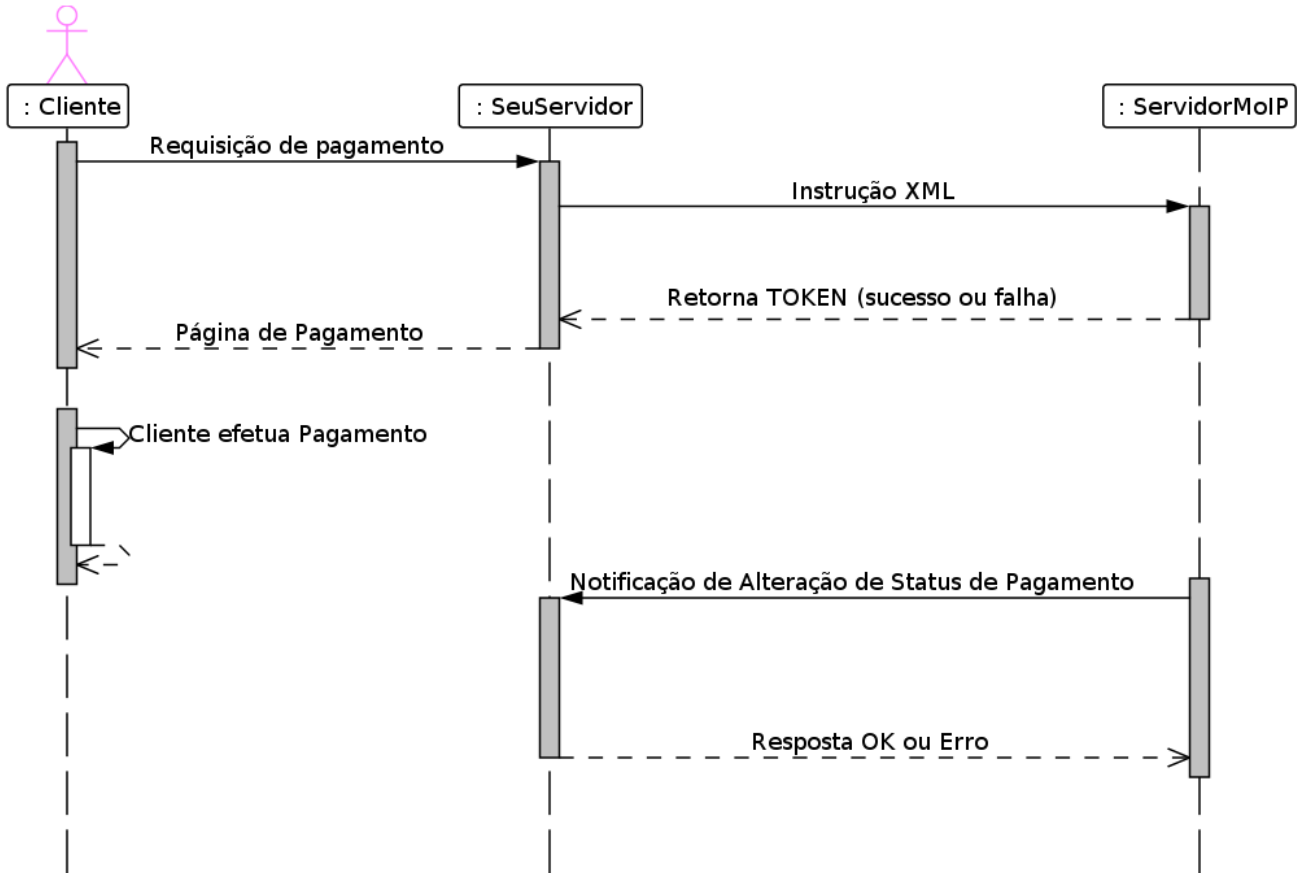 : Cliente
: SeuServidor
: ServidorMoIP
Requisição de pagamento
Instrução XML
Retorna TOKEN (sucesso ou falha)
Página de Pagamento
Cliente efetua Pagamento
Notificação de Alteração de Status de Pagamento
Resposta OK ou Erro